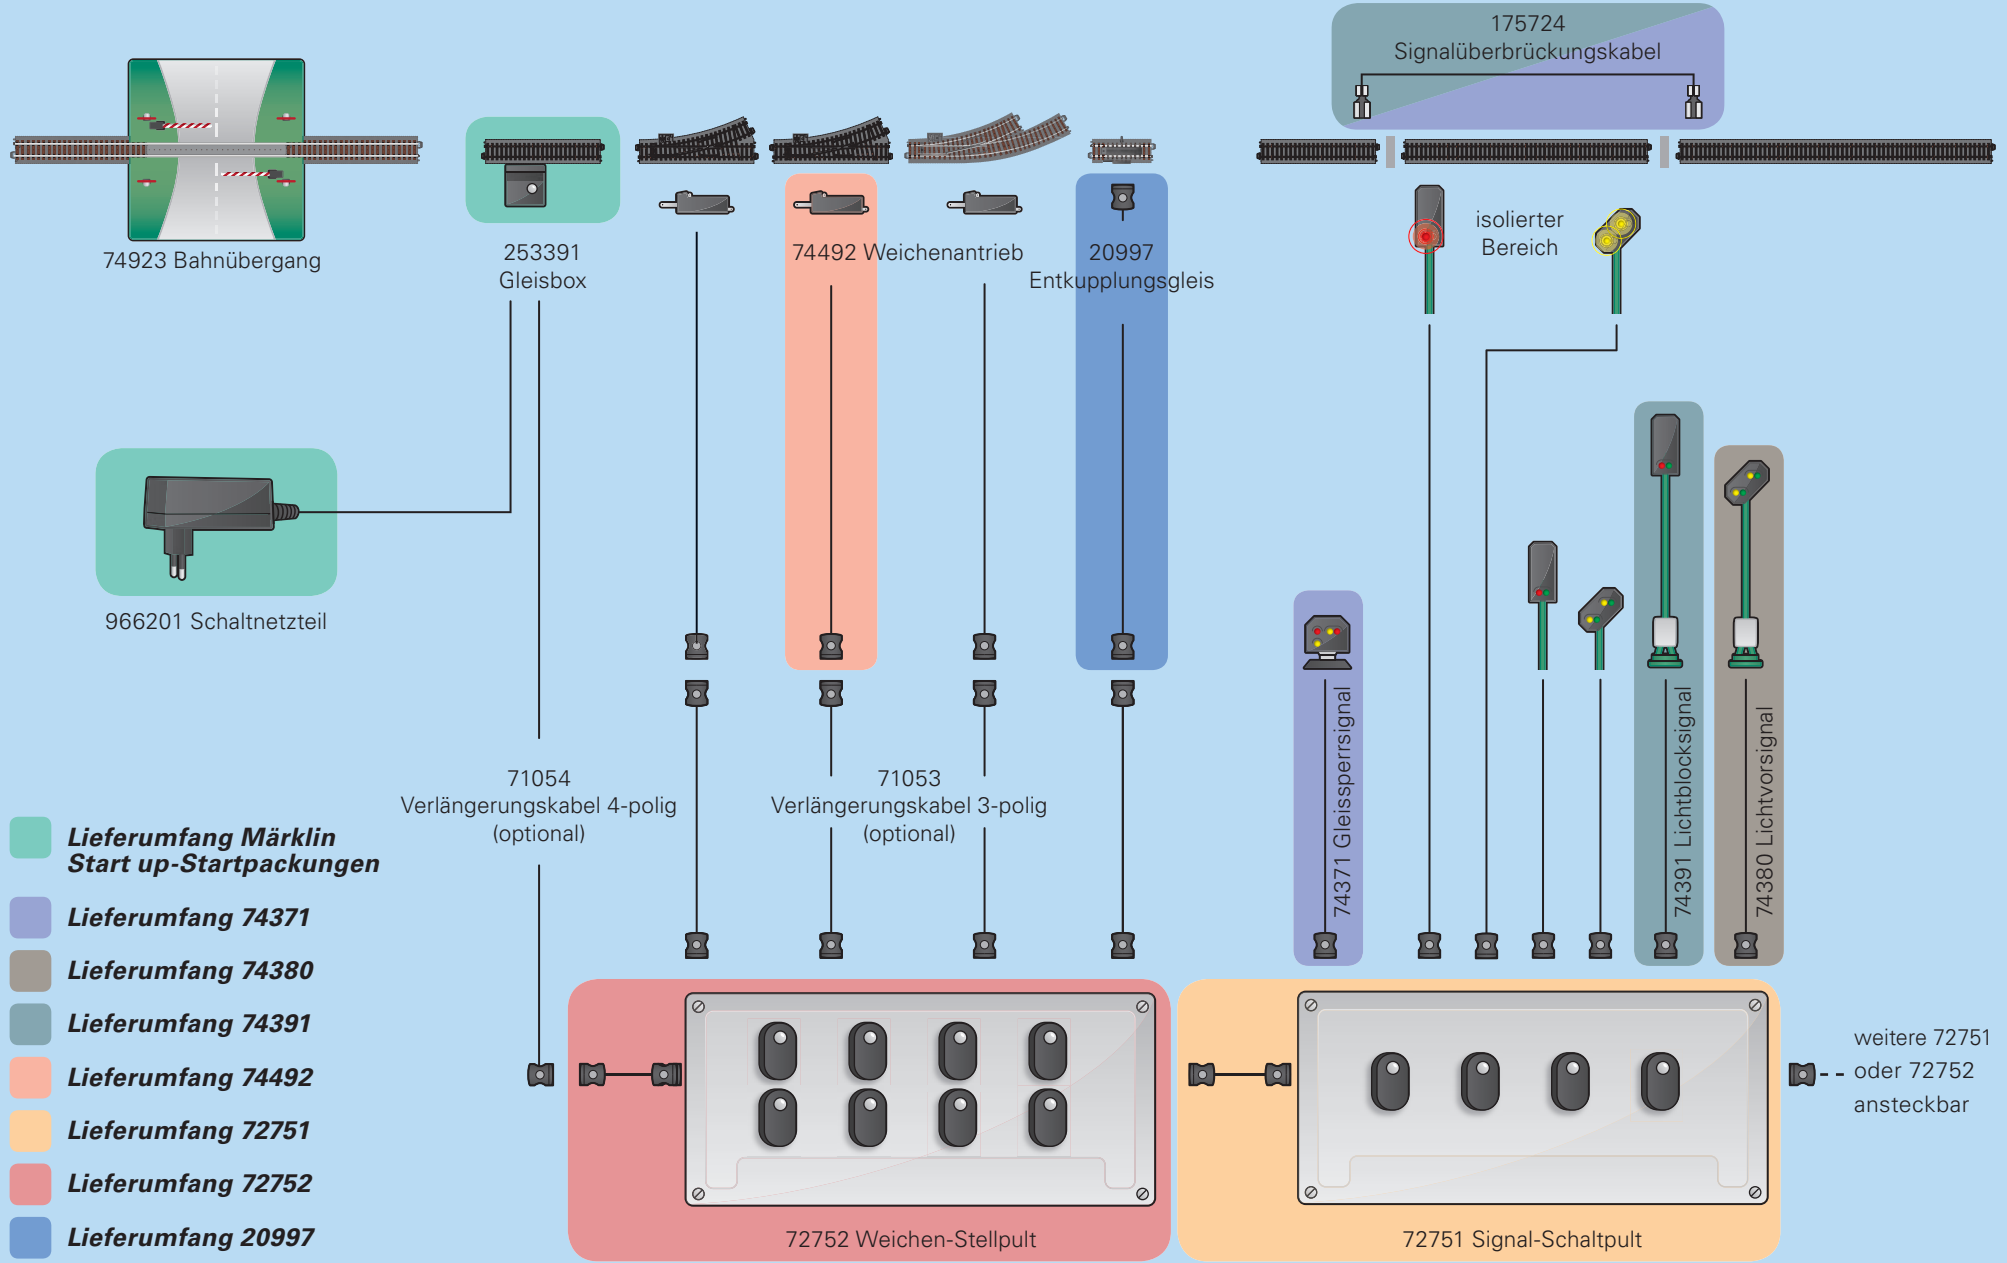 175724
Signalüberbrückungskabel
74923 Bahnübergang
253391
Gleisbox
74492 Weichenantrieb
20997
Entkupplungsgleis
isolierter
Bereich
966201 Schaltnetzteil
71054
Verlängerungskabel 4-polig
(optional)
71053
Verlängerungskabel 3-polig
(optional)
74371 Gleissperrsignal
74391 Lichtblocksignal
74380 Lichtvorsignal
Lieferumfang Märklin
Start up-Startpackungen
Lieferumfang 74371
Lieferumfang 74380
Lieferumfang 74391
Lieferumfang 74492
Lieferumfang 72751
Lieferumfang 72752
Lieferumfang 20997
72752 Weichen-Stellpult
72751 Signal-Schaltpult
weitere 72751
oder 72752
ansteckbar